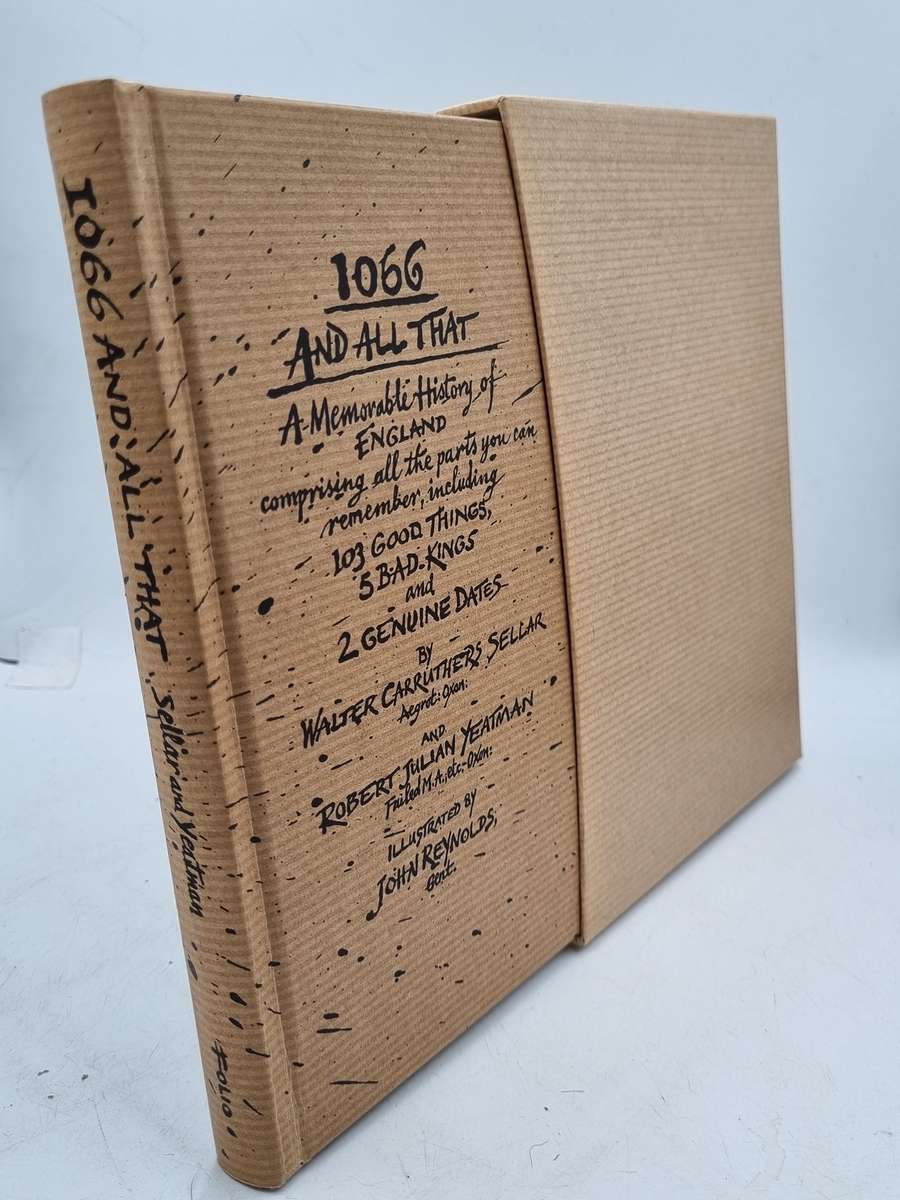 1066 AND ALL THAT Sellar and Yeatman FOLIO
1066
AND ALL THAT
A Memorable History of
ENGLAND
comprising all the parts you can
remember, including
103 GOOD THINGS,
5 BAD KINGS
and
2 GENUINE DATES
BY
WALTER CARRUTHERS SELLAR
Aegrot: Oxon:
AND
ROBERT JULIAN YEATMAN
Failed M.A., etc. Oxon:
ILLUSTRATED BY
JOHN REYNOLDS,
Gent.